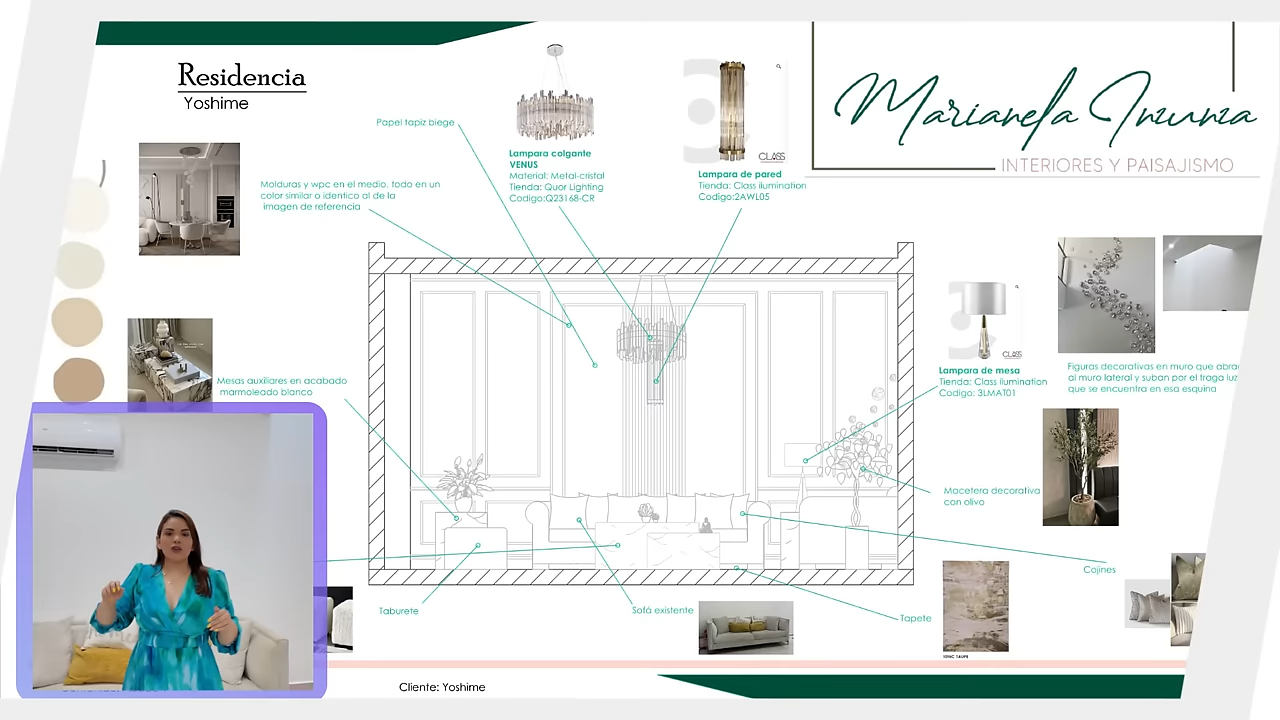 Residencia
Yoshime
Papel tapiz biege
Molduras y wpc en el medio, todo en un
color similar o identico al de la
imagen de referencia
Lampara colgante
VENUS
Material: Metal-cristal
Tienda: Quor Lighting
Codigo:Q23168-CR
CLASS
Lampara de pared
Tienda: Class ilumination
Codigo:2AWL05
Marianela Inzunza
INTERIORES Y PAISAJISMO
Mesas auxiliares en acabado
marmoleado blanco
CLASS
Lampara de mesa
Tienda: Class ilumination
Codigo: 3LMAT01
Figuras decorativas en muro que abra
al muro lateral y suban por el traga luz
que se encuentra en esa esquina
Macetera decorativa
con olivo
Cojines
Taburete
Sofá existente
Tapete
Cliente: Yoshime